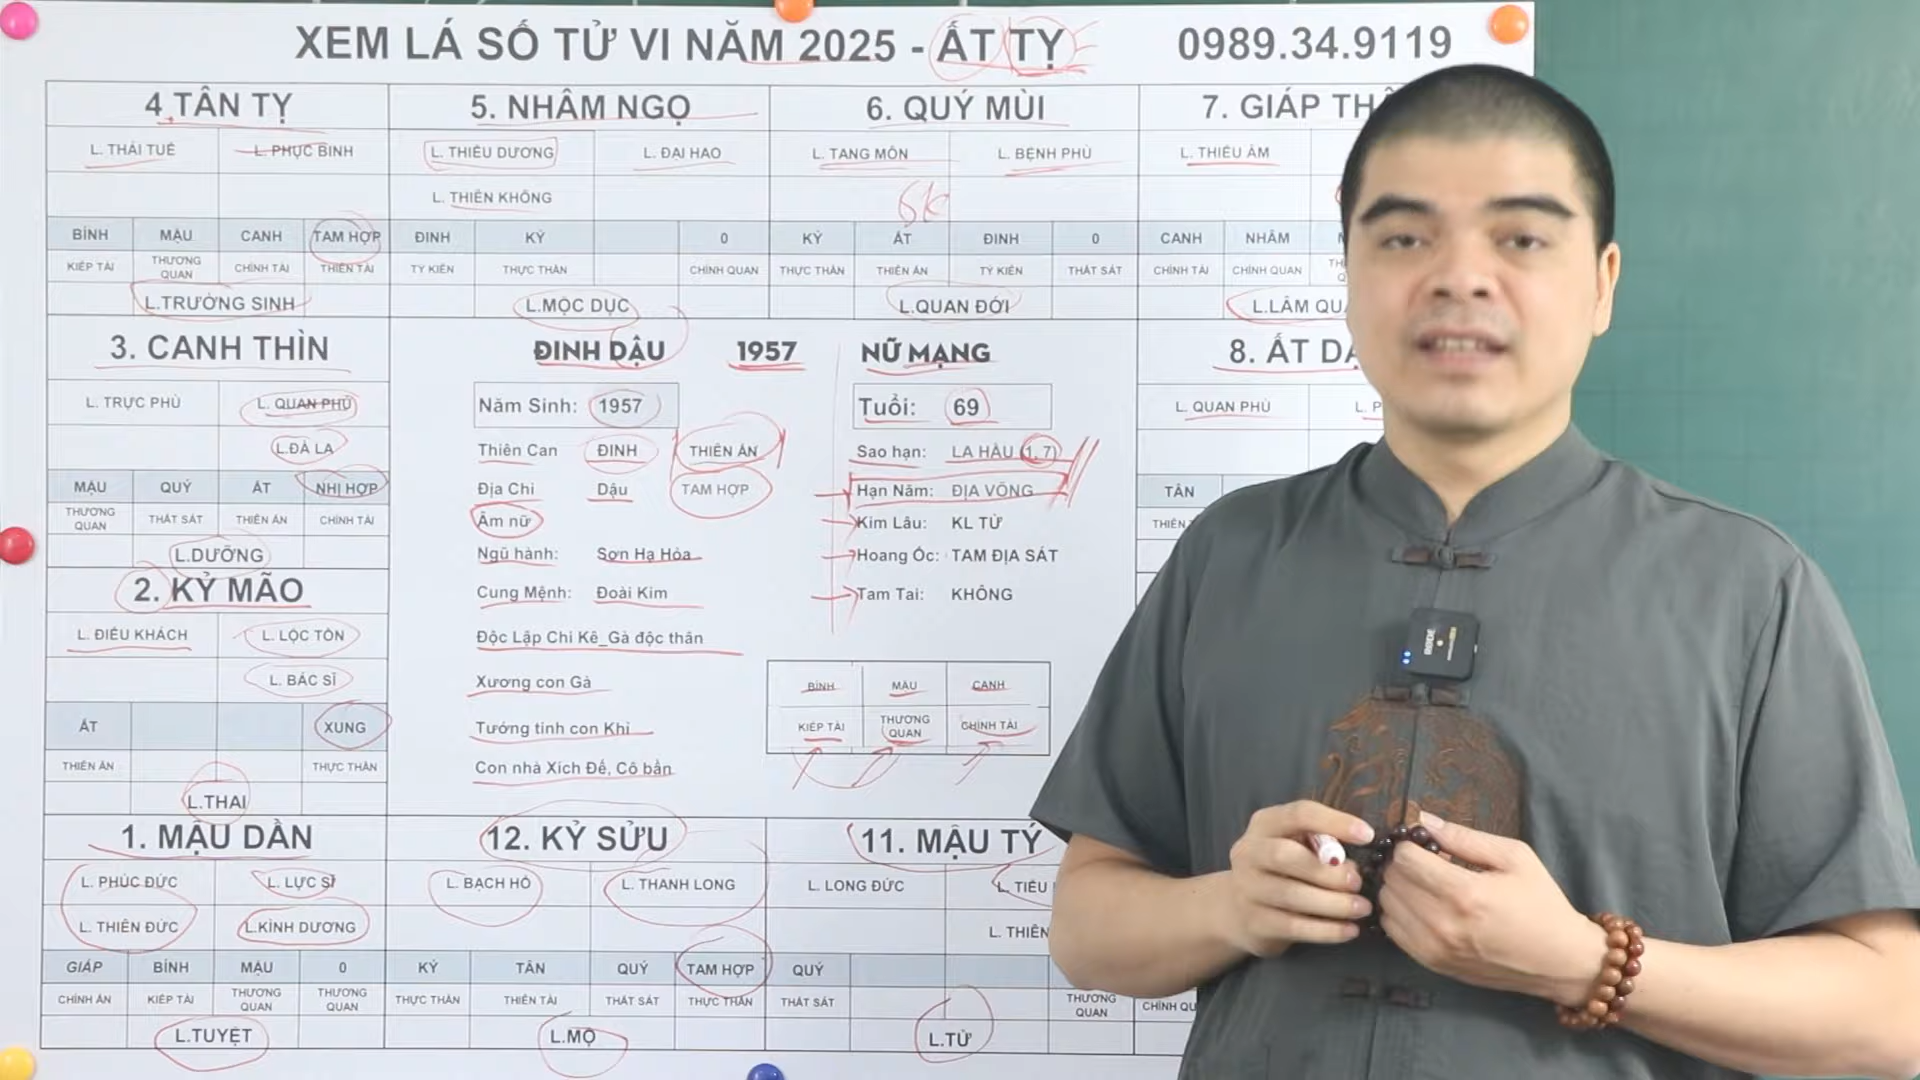 XEM LÁ SỐ TỬ VI NĂM 2025 - ẤT TỴ 0989.34.9119
4.TÂN TỴ 5. NHÂM NGỌ 6. QUÝ MÙI 7. GIÁP
L. THÁI TUẾ L. PHỤC BINH L. THIẾU DƯƠNG L. ĐẠI HAO L. TANG MÔN L. BỆNH PHÙ L. THIẾU ÂM
L. THIÊN KHÔNG
BÍNH MẬU CANH TAM HỢP ĐINH KỶ 0 KỶ ẤT ĐINH 0 CANH NHÂM
KIẾP TÀI THƯƠNG QUAN CHÍNH TÀI THIÊN TÀI TỶ KIÊN THỰC THẦN CHÍNH QUAN THỰC THẦN THIÊN ẤN TỶ KIÊN THẤT SÁT CHÍNH TÀI CHÍNH QUAN
L.TRƯỜNG SINH L.MỘC DỤC L.QUAN ĐỚI L.LÂM
3. CANH THÌN
L. TRỰC PHÙ L. QUAN PHỦ
L.ĐÀ LA
MẬU QUÝ ẤT NHỊ HỢP
THƯƠNG QUAN THẤT SÁT THIÊN ẤN CHÍNH TÀI
L.DƯỠNG
2. KỶ MÃO
L. ĐIẾU KHÁCH L. LỘC TỒN
L. BÁC SĨ
ẤT XUNG
THIÊN ẤN THỰC THẦN
L.THAI
ĐINH DẬU 1957 NỮ MẠNG
Năm Sinh: 1957 Tuổi: 69
Thiên Can ĐINH THIÊN ẤN Sao hạn: LA HẦU (1, 7)
Địa Chi Dậu TAM HỢP Hạn Năm: ĐỊA VÕNG
Âm nữ Kim Lâu: KL TỬ
Ngũ hành: Sơn Hạ Hỏa Hoang Ốc: TAM ĐỊA SÁT
Cung Mệnh: Đoài Kim Tam Tai: KHÔNG
Độc Lập Chi Kê_Gà độc thân
Xương con Gà
Tướng tinh con Khỉ
Con nhà Xích Đế, Cô bần
BÍNH MẬU CANH
KIẾP TÀI THƯƠNG QUAN CHÍNH TÀI
8. ẤT
L. QUAN PHÙ
TÂN
1. MẬU DẦN 12. KỶ SỬU 11. MẬU TÝ
L. PHÚC ĐỨC L. LỰC SĨ L. BẠCH HỔ L. THANH LONG L. LONG ĐỨC L. TIỂU
L. THIÊN ĐỨC L.KÌNH DƯƠNG L. THIÊN
GIÁP BÍNH MẬU 0 KỶ TÂN QUÝ TAM HỢP QUÝ
CHÍNH ẤN KIẾP TÀI THƯƠNG QUAN THƯƠNG QUAN THỰC THẦN THIÊN TÀI THẤT SÁT THỰC THẦN THẤT SÁT THƯƠNG QUAN
L.TUYỆT L.MỘ L.TỬ
RØDE